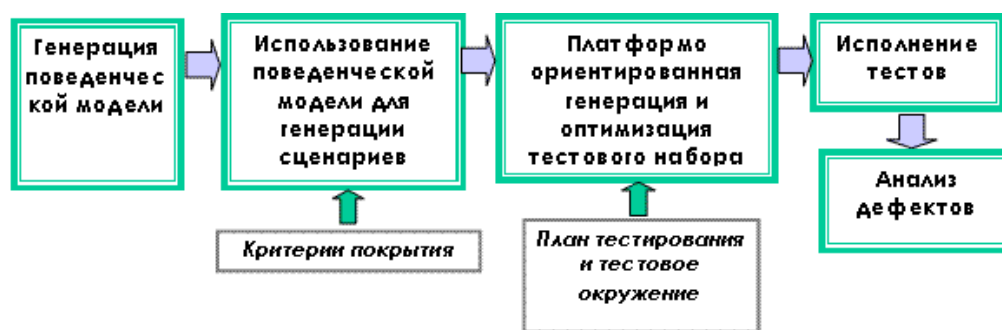 Генерация
поведенчес
кой модели
Использование
поведенческой
модели для
генерации
сценариев
Платформо
ориентированная
генерация и
оптимизация
тестового набора
Исполнение
тестов
Анализ
дефектов
Критерии покрытия
План тестирования
и тестовое
окружение